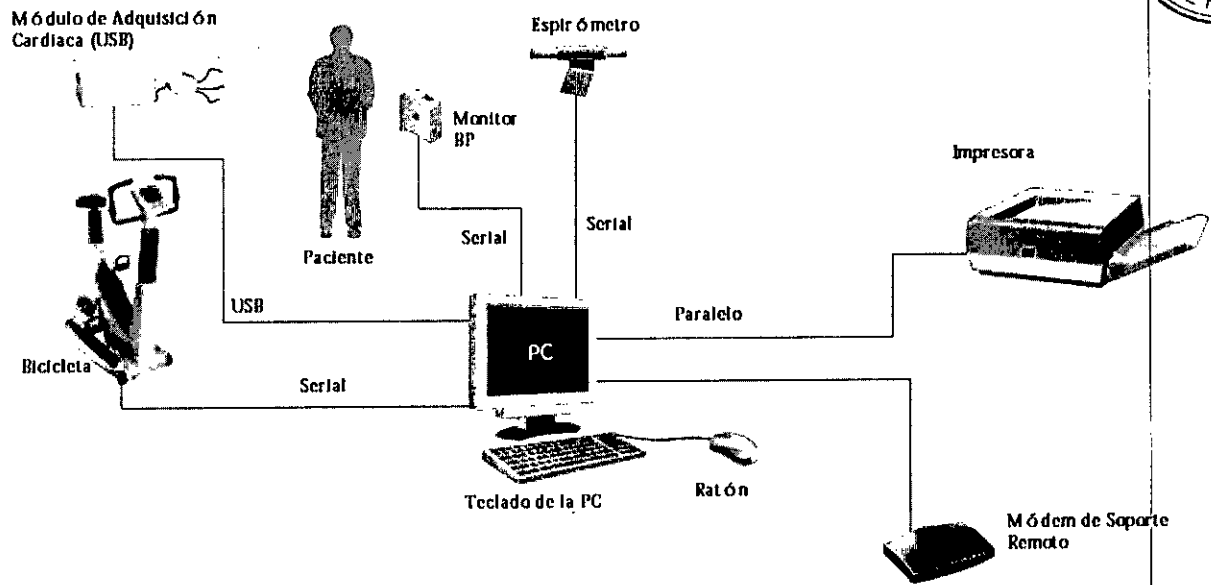 Módulo de Adquisición
Cardiaca (USB)
Espirómetro
Monitor
BP
Impresora
Serial
Serial
Paciente
USB
Paralelo
PC
Bicicleta
Serial
Teclado de la PC
Ratón
Módem de Soporte
Remoto